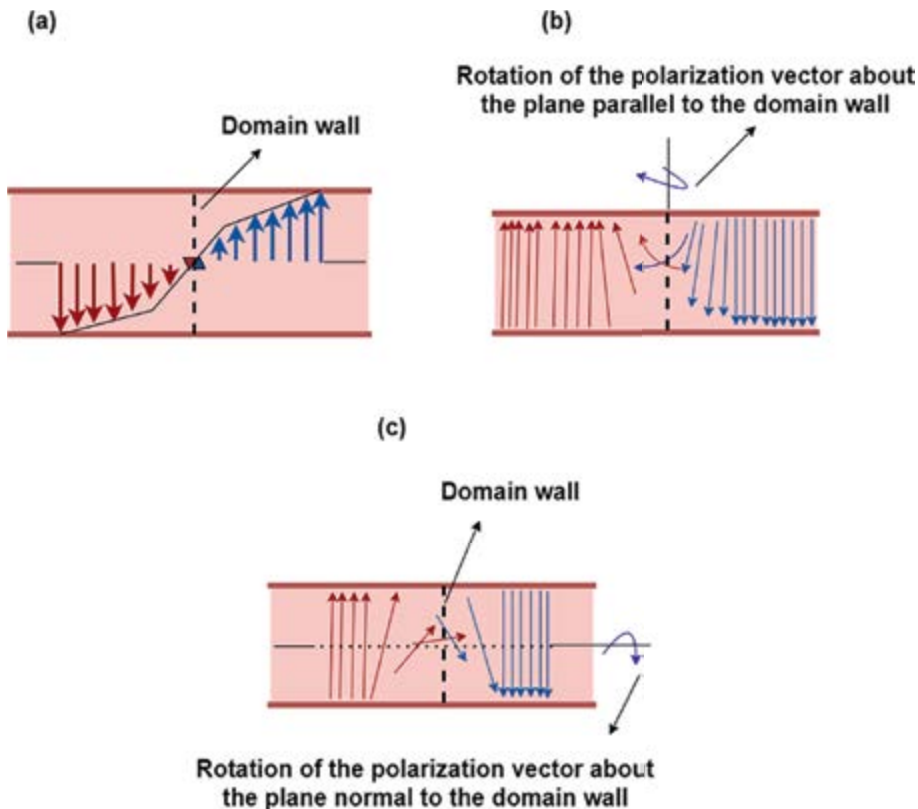 (a)
Domain wall
(b)
Rotation of the polarization vector about
the plane parallel to the domain wall
(c)
Domain wall
Rotation of the polarization vector about
the plane normal to the domain wall